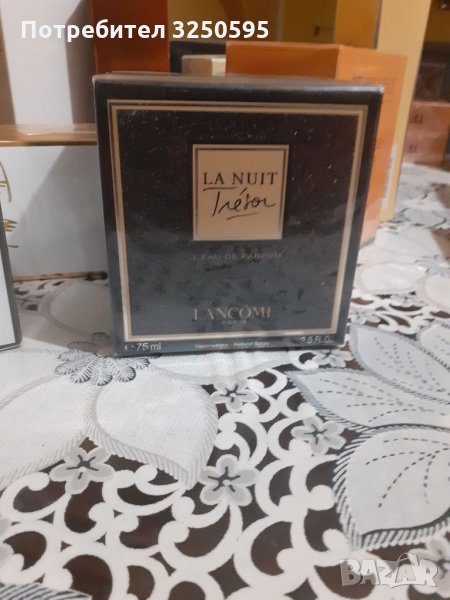 Потребител 3250595
LA NUIT
Trésor
L'EAU DE PARFUM
LANCÔME
PARIS
e 75 ml Vaporisateur Natural Spray 2.5 FL. OZ.
BAZAR